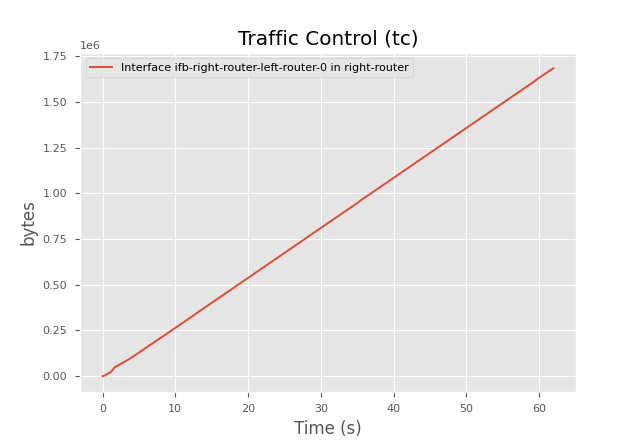 Traffic Control (tc)
1e6
Interface ifb-right-router-left-router-0 in right-router
1.75
1.50
1.25
1.00
0.75
0.50
0.25
0.00
bytes
0 10 20 30 40 50 60
Time (s)